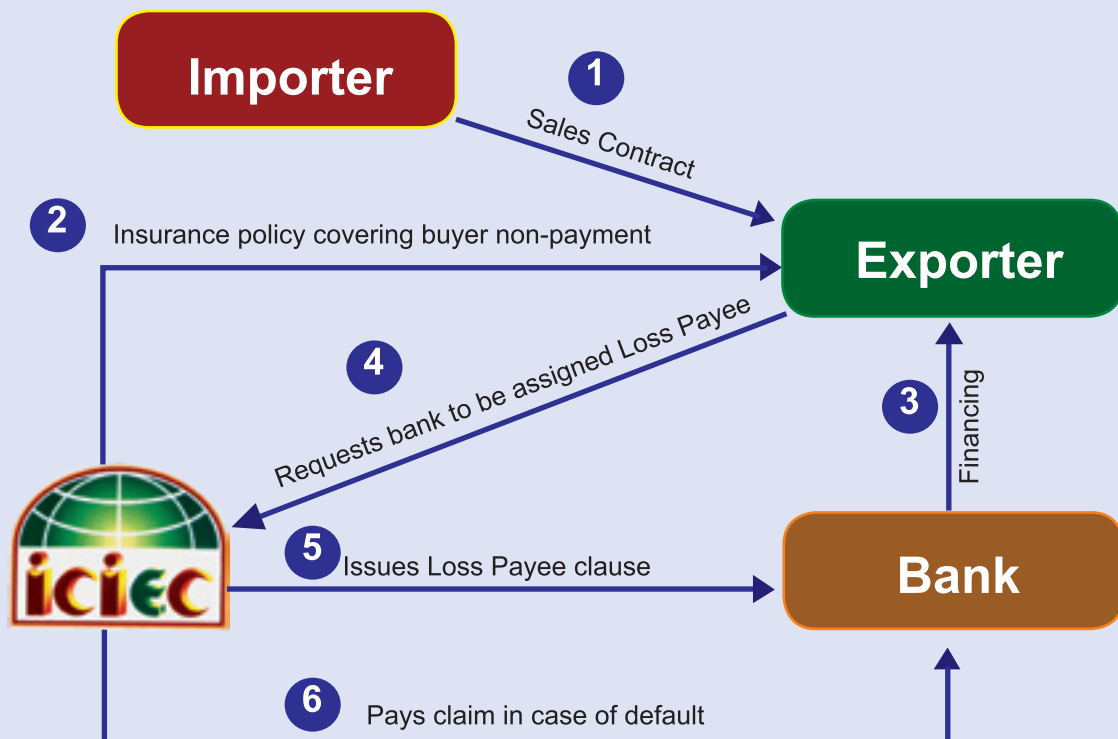 Importer
1
Sales Contract
2
Insurance policy covering buyer non-payment
Exporter
4
Requests bank to be assigned Loss Payee
3
Financing
iCiEC
5
Issues Loss Payee clause
Bank
6
Pays claim in case of default